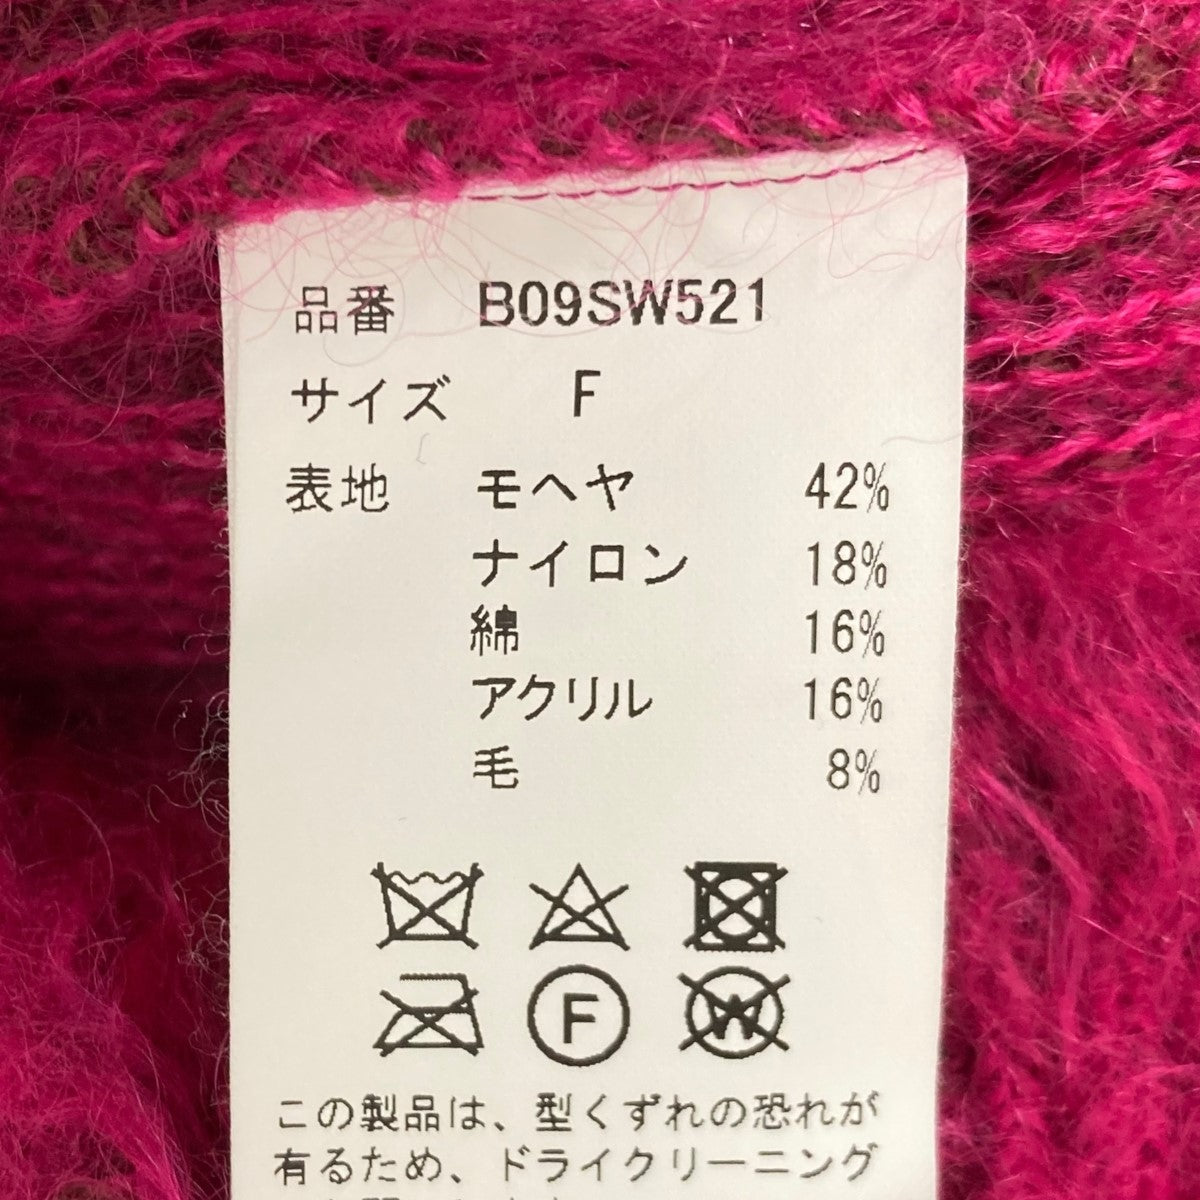 品番 B09SW521
サイズ F
表地 モヘヤ 42%
ナイロン 18%
綿 16%
アクリル 16%
毛 8%
F W
この製品は、型くずれの恐れが
有るため、ドライクリーニング